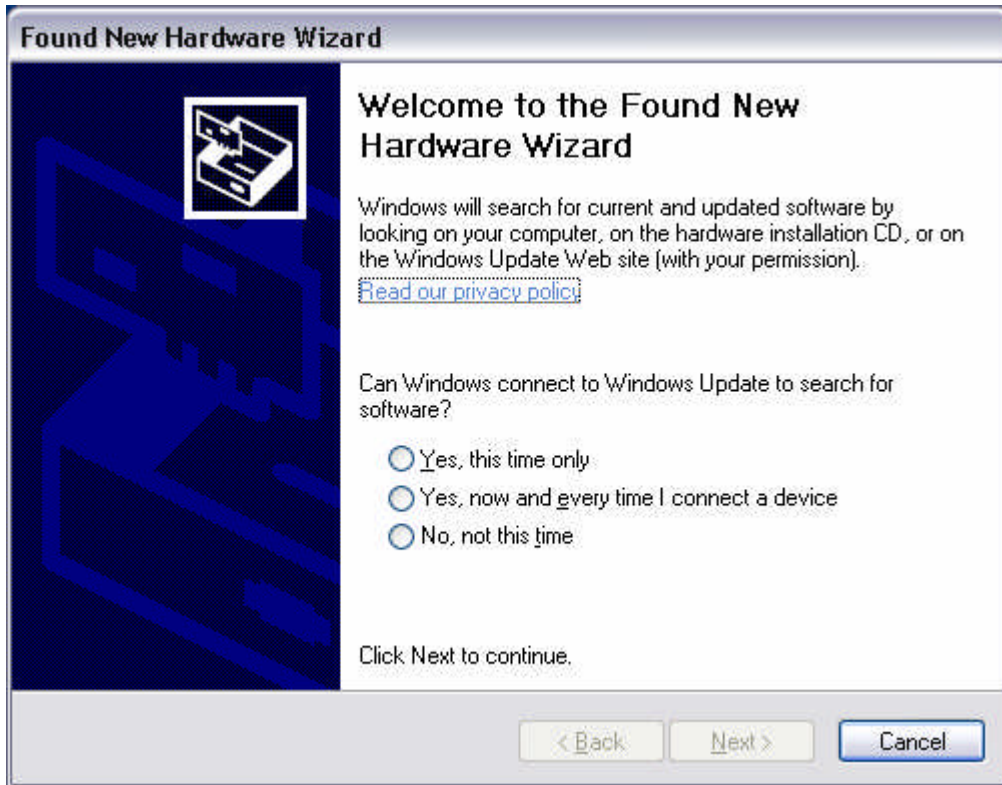 Found New Hardware Wizard
Welcome to the Found New
Hardware Wizard
Windows will search for current and updated software by
looking on your computer, on the hardware installation CD, or on
the Windows Update Web site (with your permission).
Read our privacy policy
Can Windows connect to Windows Update to search for
software?
Yes, this time only
Yes, now and every time I connect a device
No, not this time
Click Next to continue.
< Back
Next >
Cancel